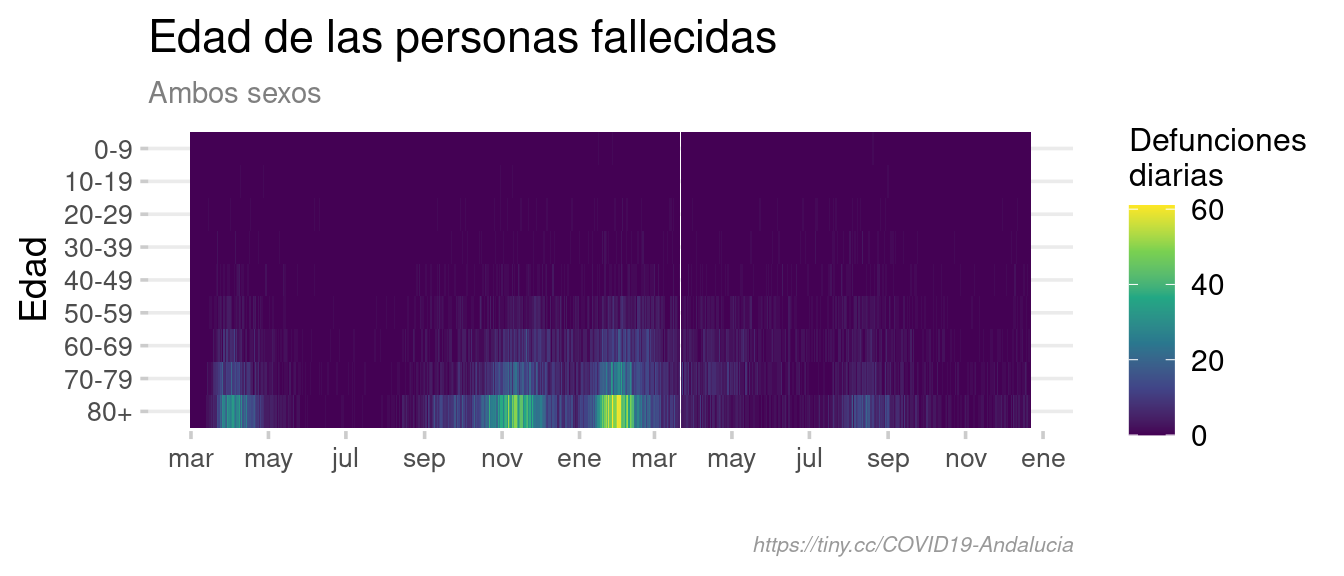 Edad de las personas fallecidas
Ambos sexos
Edad
0-9
10-19
20-29
30-39
40-49
50-59
60-69
70-79
80+
mar may jul sep nov ene mar may jul sep nov ene
Defunciones
diarias
60
40
20
0
https://tiny.cc/COVID19-Andalucia